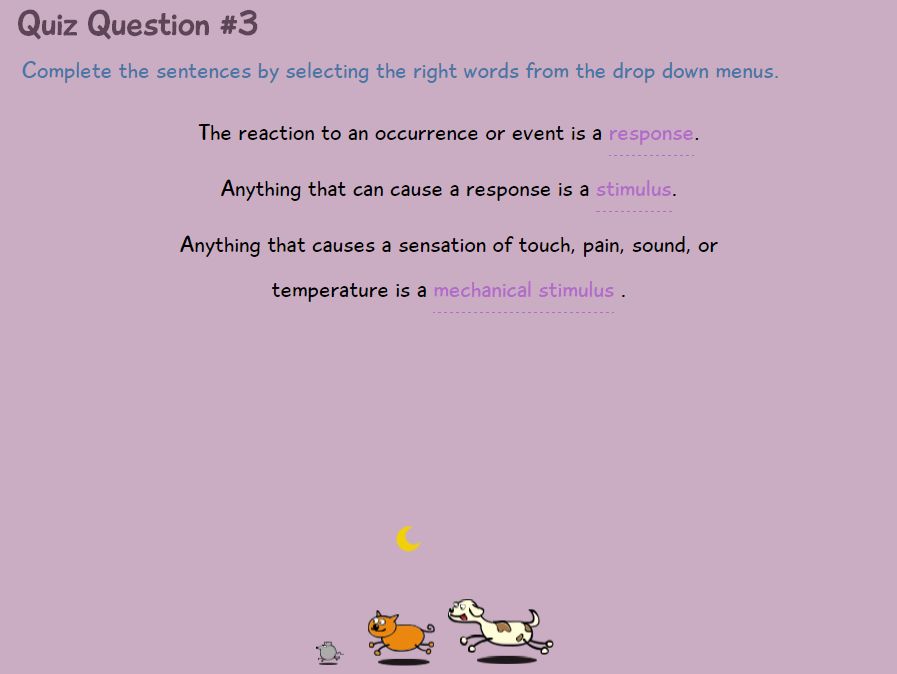 Quiz Question #3
Complete the sentences by selecting the right words from the drop down menus.
The reaction to an occurrence or event is a response.
Anything that can cause a response is a stimulus.
Anything that causes a sensation of touch, pain, sound, or
temperature is a mechanical stimulus .